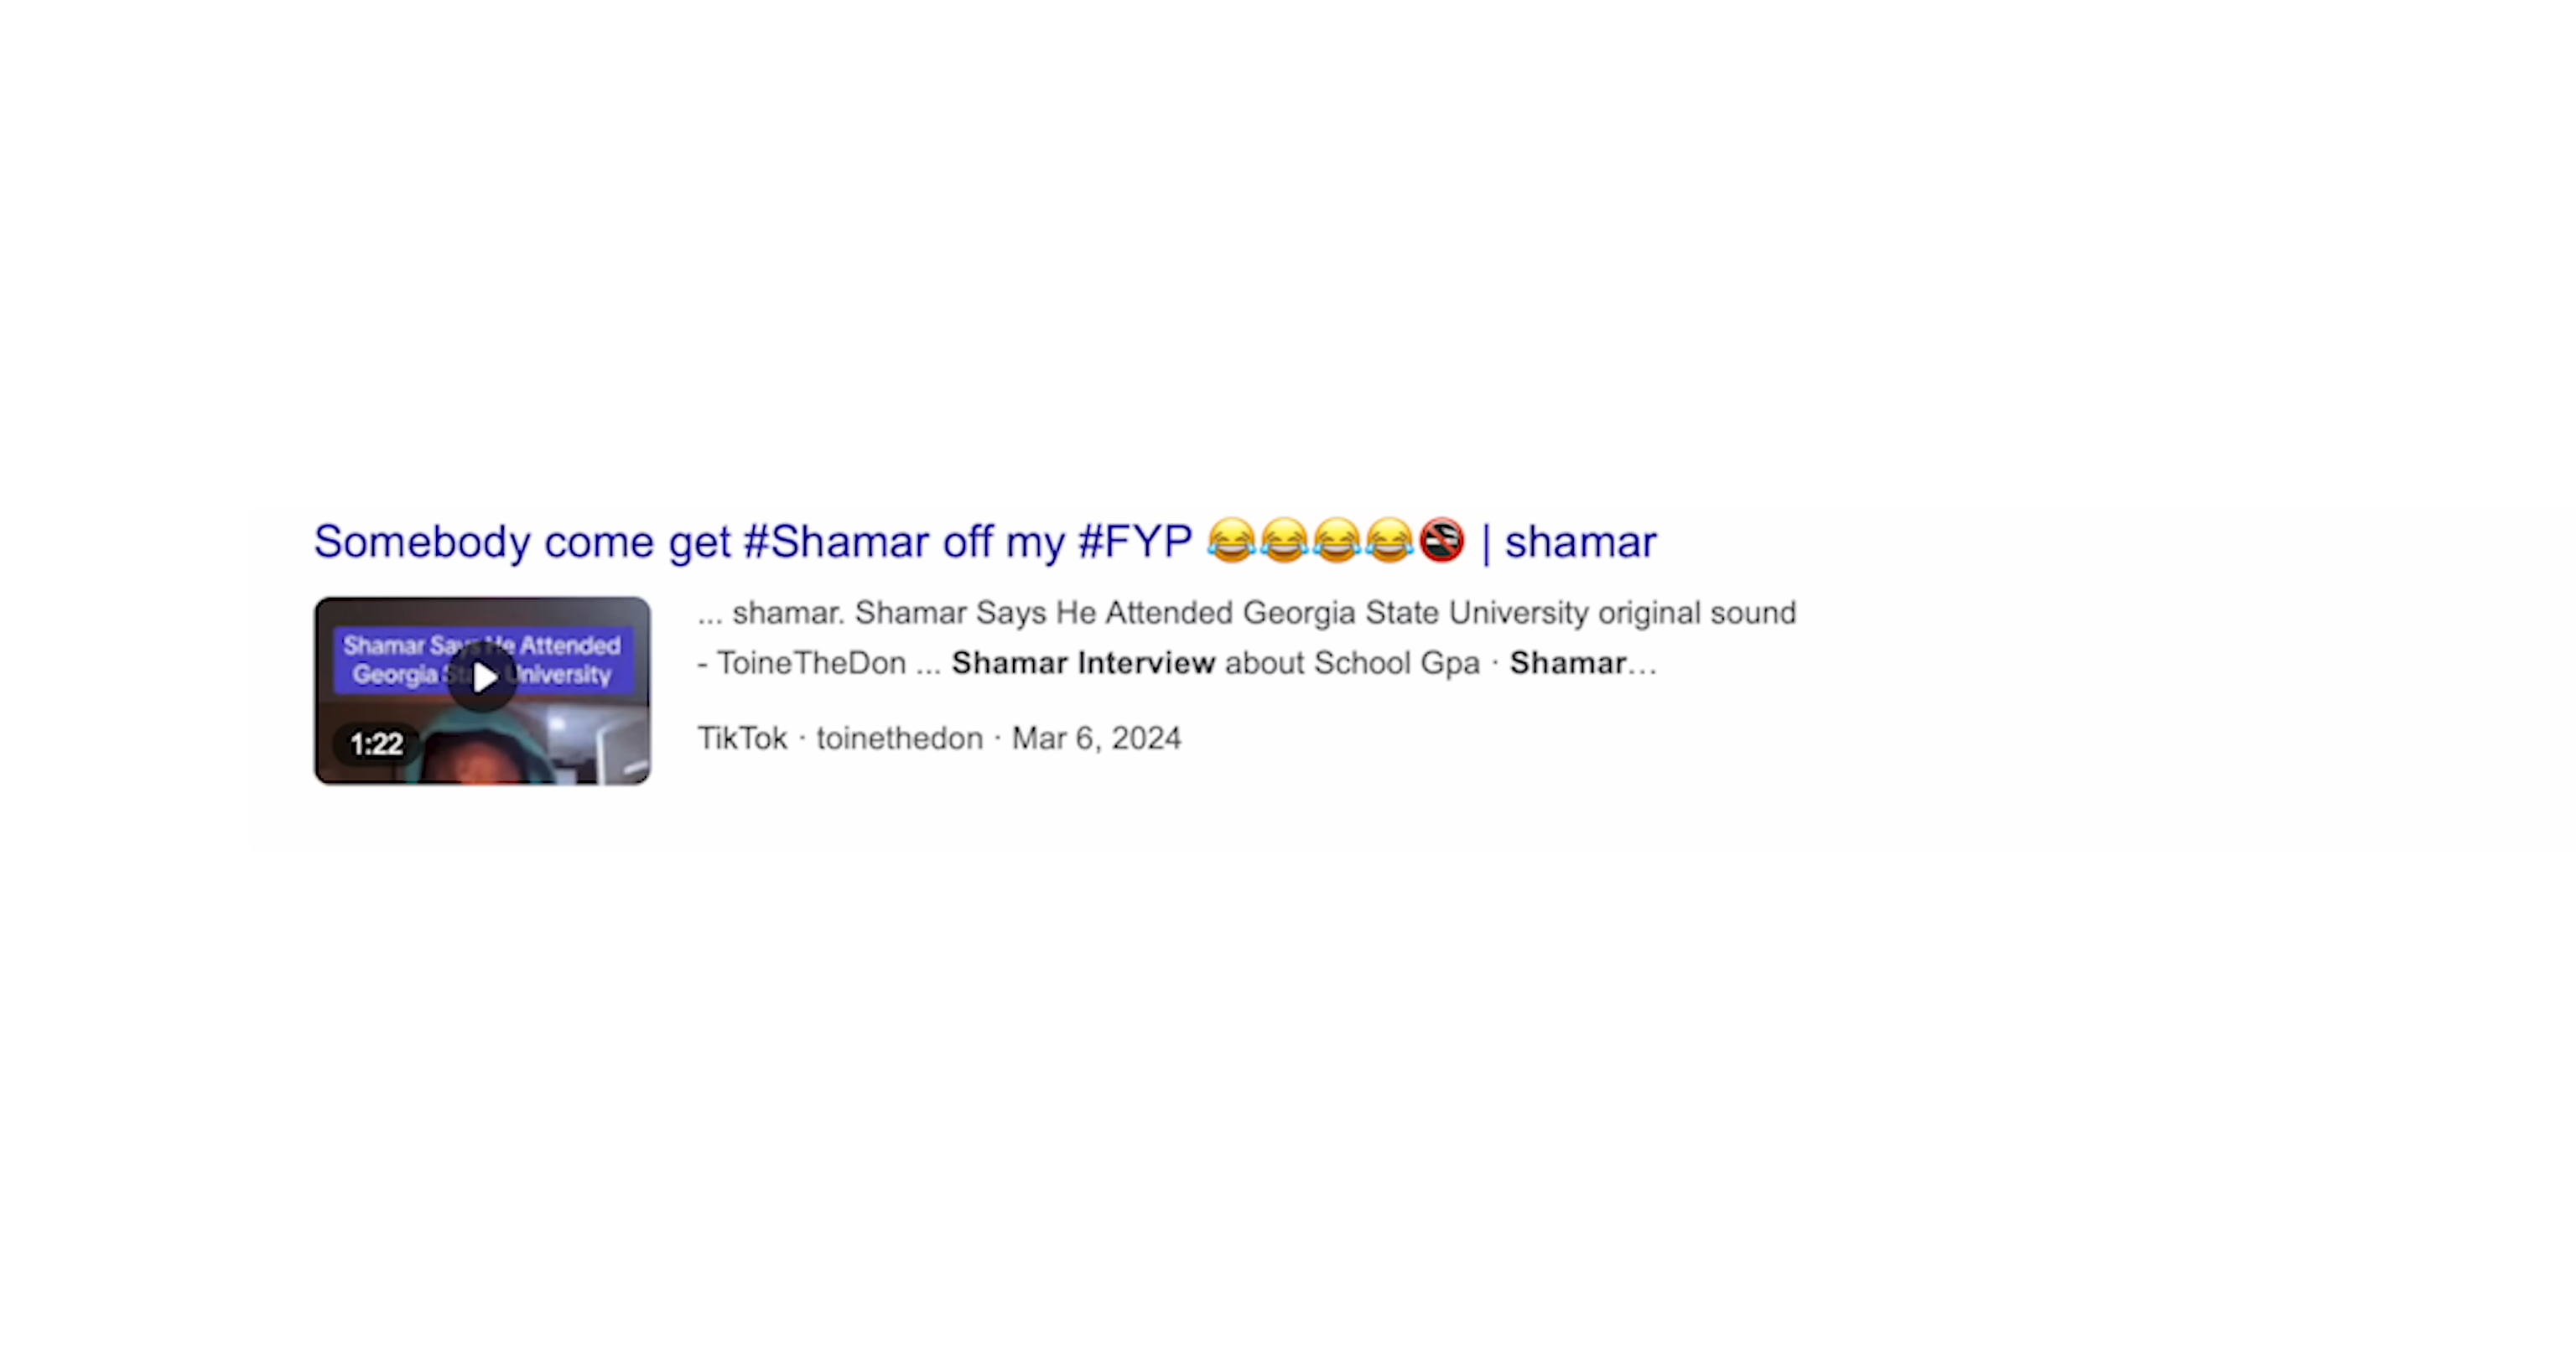 Somebody come get #Shamar off my #FYP 😂😂😂😂🚭 | shamar
Shamar Says He Attended
Georgia State University
1:22
... shamar. Shamar Says He Attended Georgia State University original sound
- ToineTheDon ... Shamar Interview about School Gpa · Shamar...
TikTok · toinethedon · Mar 6, 2024